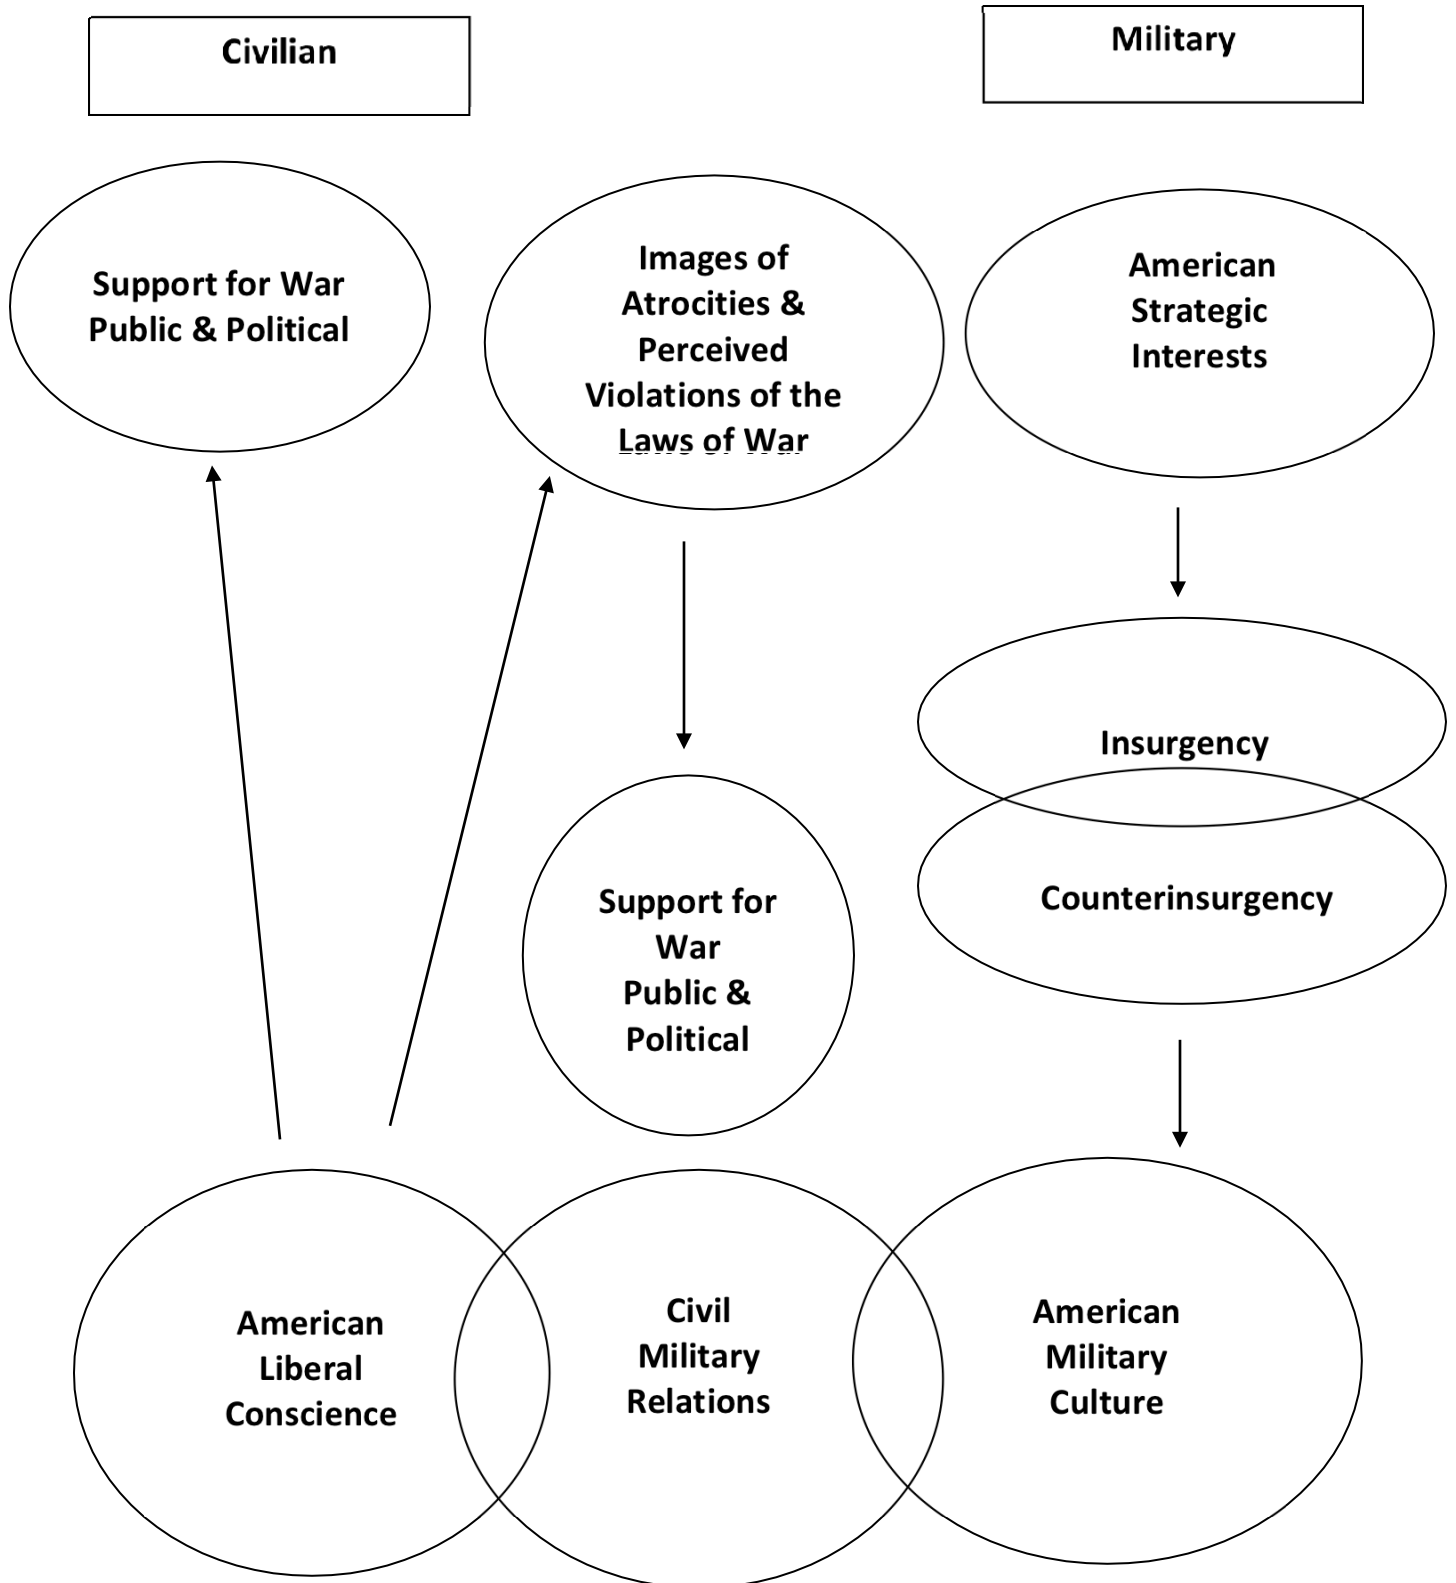 Civilian
Military
Support for War
Public & Political
Images of
Atrocities &
Perceived
Violations of the
Laws of War
American
Strategic
Interests
Insurgency
Counterinsurgency
Support for
War
Public &
Political
American
Liberal
Conscience
Civil
Military
Relations
American
Military
Culture